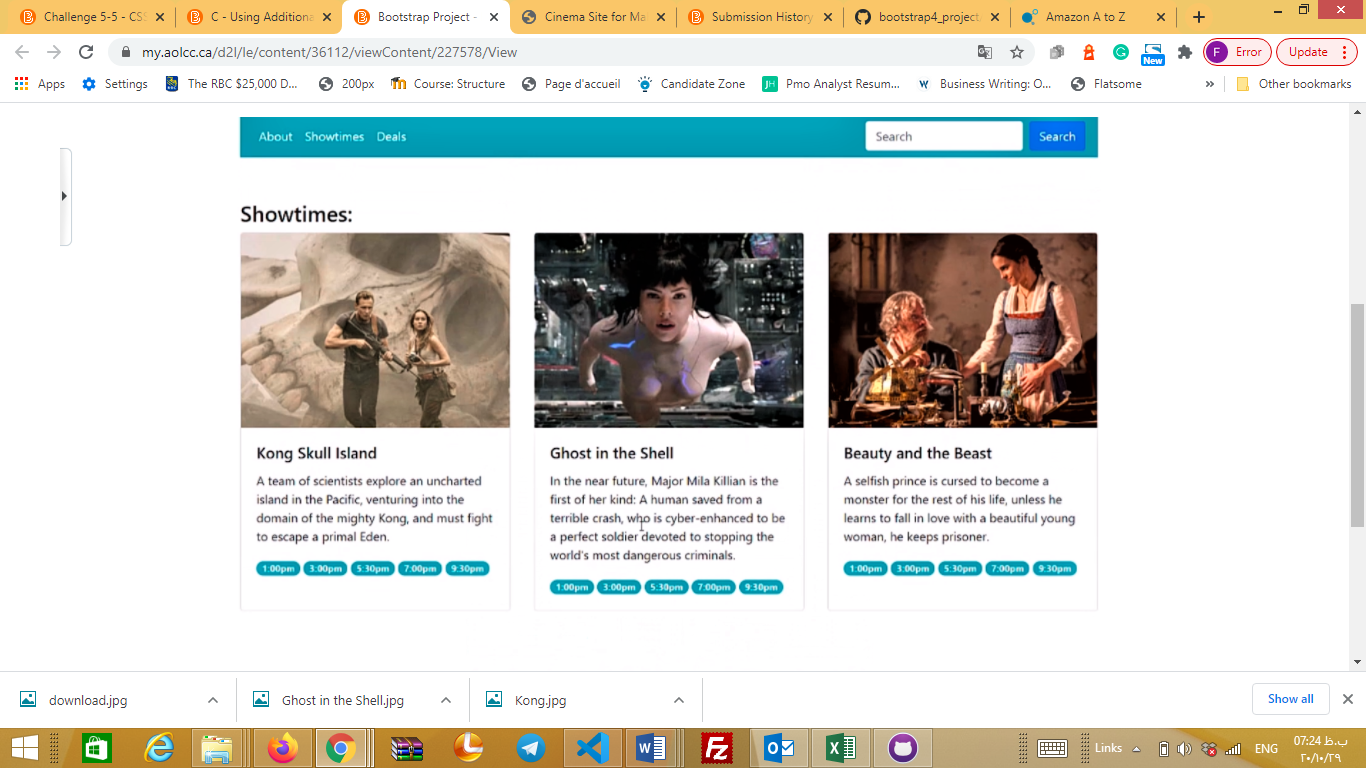 Challenge 5-5 - CSS
C - Using Additiona
Bootstrap Project -
Cinema Site for Ma
Submission History
bootstrap4_project
Amazon A to Z
my.aolcc.ca/d2l/le/content/36112/viewContent/227578/View
New
F
Error
Update
Apps
Settings
The RBC $25,000 D...
200px
Course: Structure
Page d'accueil
Candidate Zone
JH
Pmo Analyst Resum...
W
Business Writing: O...
Flatsome
»
Other bookmarks
About
Showtimes
Deals
Search
Search
Showtimes:
Kong Skull Island
A team of scientists explore an uncharted
island in the Pacific, venturing into the
domain of the mighty Kong, and must fight
to escape a primal Eden.
1:00pm 3:00pm 5:30pm 7:00pm 9:30pm
Ghost in the Shell
In the near future, Major Mila Killian is the
first of her kind: A human saved from a
terrible crash, who is cyber-enhanced to be
a perfect soldier devoted to stopping the
world's most dangerous criminals.
1:00pm 3:00pm 5:30pm 7:00pm 9:30pm
Beauty and the Beast
A selfish prince is cursed to become a
monster for the rest of his life, unless he
learns to fall in love with a beautiful young
woman, he keeps prisoner.
1:00pm 3:00pm 5:30pm 7:00pm 9:30pm
download.jpg
Ghost in the Shell.jpg
Kong.jpg
Show all
Links
ENG
07:24 ب.ظ
۲۰/۱۰/۲۹